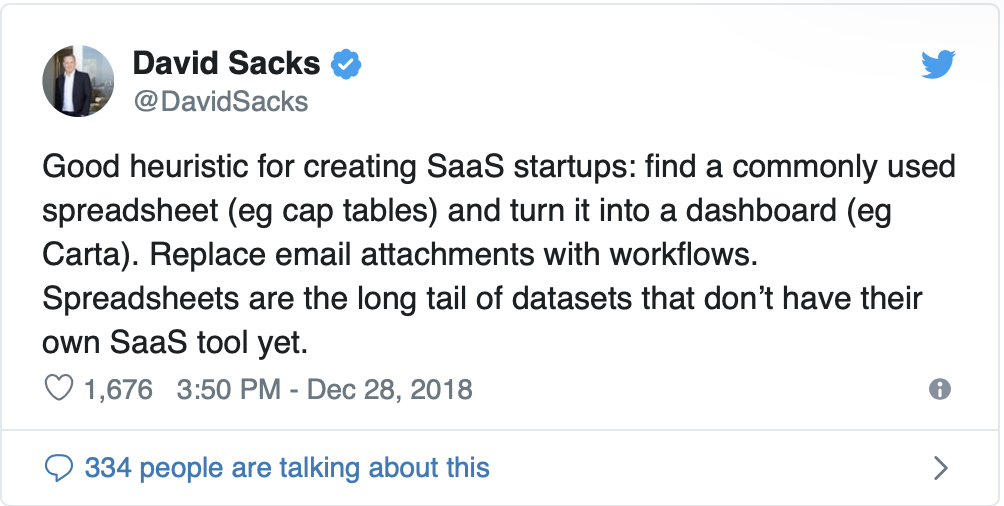 David Sacks
@DavidSacks
Good heuristic for creating SaaS startups: find a commonly used
spreadsheet (eg cap tables) and turn it into a dashboard (eg
Carta). Replace email attachments with workflows.
Spreadsheets are the long tail of datasets that don’t have their
own SaaS tool yet.
1,676 3:50 PM - Dec 28, 2018
334 people are talking about this